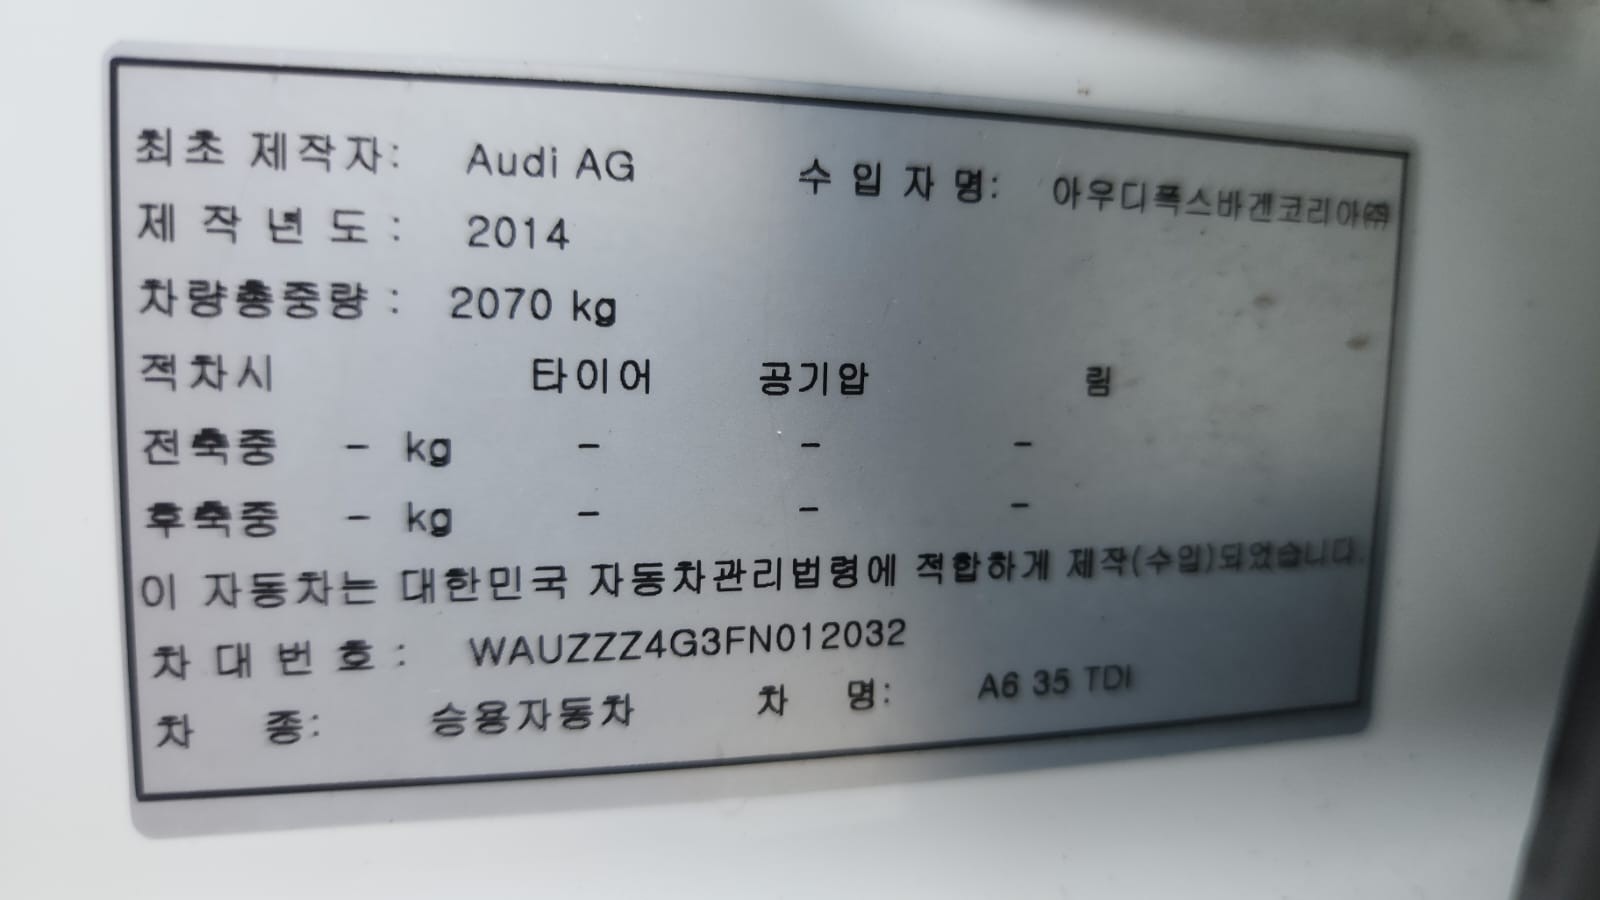 최초 제작자: Audi AG 수 입 자 명: 아우디폭스바겐코리아㈜
제 작 년 도 : 2014
차량총중량 : 2070 kg
적차시 타이어 공기압 림
전축중 - kg - - -
후축중 - kg - - -
이 자동차는 대한민국 자동차관리법령에 적합하게 제작(수입)되었습니다.
차 대 번 호 : WAUZZZ4G3FN012032
차 종: 승용자동차 차 명: A6 35 TDI